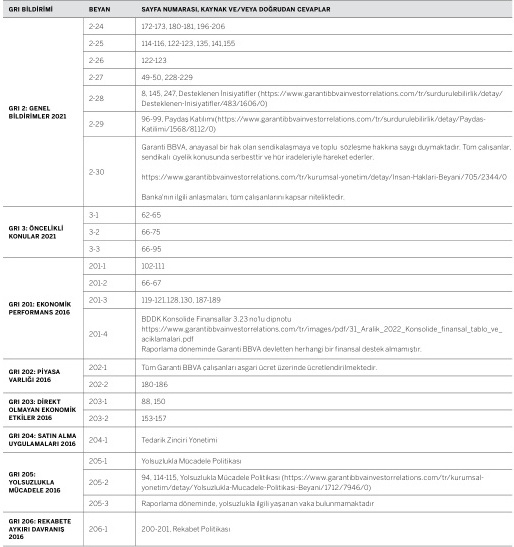 GRI BİLDİRİMİ BEYAN SAYFA NUMARASI, KAYNAK VE/VEYA DOĞRUDAN CEVAPLAR
GRI 2: GENEL
BİLDİRİMLER 2021
2-24 172-173, 180-181, 196-206
2-25 114-116, 122-123, 135, 141,155
2-26 122-123
2-27 49-50, 228-229
2-28 8, 145, 247, Desteklenen İnisiyatifler (https://www.garantibbvainvestorrelations.com/tr/surdurulebilirlik/detay/
Desteklenen-Inisiyatifler/483/1606/0)
2-29 96-99, Paydaş Katılımı(https://www.garantibbvainvestorrelations.com/tr/surdurulebilirlik/detay/Paydas-
Katilimi/1568/8112/0)
2-30 Garanti BBVA, anayasal bir hak olan sendikalaşmaya ve toplu sözleşme hakkına saygı duymaktadır. Tüm çalışanlar,
sendikalı üyelik konusunda serbesttir ve hür iradeleriyle hareket ederler.
https://www.garantibbvainvestorrelations.com/tr/kurumsal-yonetim/detay/Insan-Haklari-Beyani/705/2344/0
Banka'nın ilgili anlaşmaları, tüm çalışanlarını kapsar niteliktedir.
GRI 3: ÖNCELİKLİ
KONULAR 2021
3-1 62-65
3-2 66-75
3-3 66-95
GRI 201: EKONOMİK
PERFORMANS 2016
201-1 102-111
201-2 66-67
201-3 119-121,128,130, 187-189
201-4 BDDK Konsolide Finansallar 3.23 no'lu dipnotu
https://www.garantibbvainvestorrelations.com/tr/images/pdf/31_Aralik_2022_Konsolide_finansal_tablo_ve_
aciklamalari.pdf
Raporlama döneminde Garanti BBVA devletten herhangi bir finansal destek almamıştır.
GRI 202: PİYASA
VARLIĞI 2016
202-1 Tüm Garanti BBVA çalışanları asgari ücret üzerinde ücretlendirilmektedir.
202-2 180-186
GRI 203: DİREKT
OLMAYAN EKONOMİK
ETKİLER 2016
203-1 88, 150
203-2 153-157
GRI 204: SATIN ALMA
UYGULAMALARI 2016
204-1 Tedarik Zinciri Yönetimi
GRI 205:
YOLSUZLUKLA
MÜCADELE 2016
205-1 Yolsuzlukla Mücadele Politikası
205-2 94, 114-115, Yolsuzlukla Mücadele Politikası (https://www.garantibbvainvestorrelations.com/tr/kurumsal-
yonetim/detay/Yolsuzlukla-Mucadele-Politikasi-Beyani/1712/7946/0)
205-3 Raporlama döneminde, yolsuzlukla ilgili yaşanan vaka bulunmamaktadır
GRI 206: REKABETE
AYKIRI DAVRANIŞ
2016
206-1 200-201, Rekabet Politikası